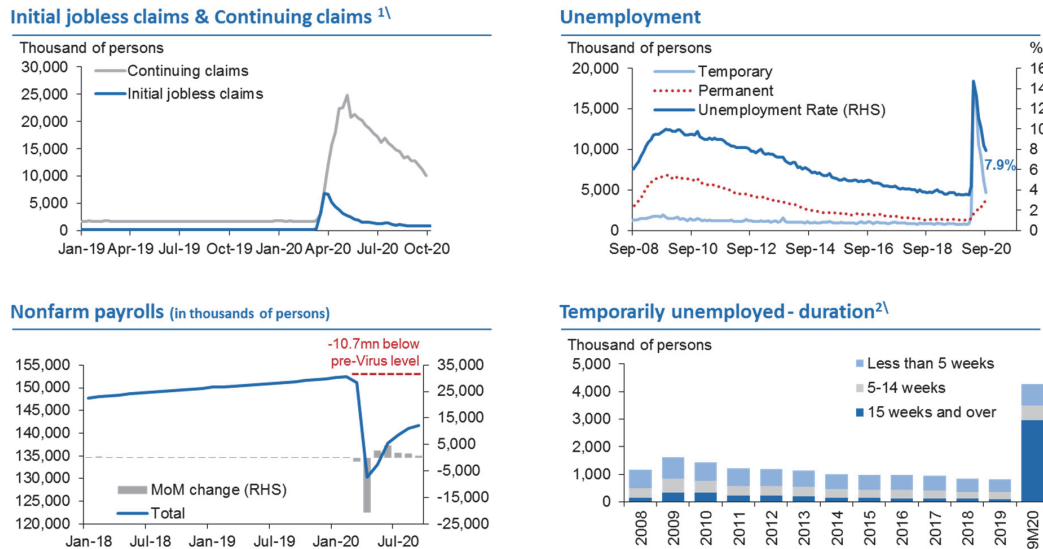 Initial jobless claims & Continuing claims 1\
Thousand of persons
30,000
25,000
20,000
15,000
10,000
5,000
0
Continuing claims
Initial jobless claims
Jan-19 Apr-19 Jul-19 Oct-19 Jan-20 Apr-20 Jul-20 Oct-20
Unemployment
Thousand of persons
%
20,000
15,000
10,000
5,000
0
Temporary
Permanent
Unemployment Rate (RHS)
16
14
12
10
8
6
4
2
0
7.9%
Sep-08 Sep-10 Sep-12 Sep-14 Sep-16 Sep-18 Sep-20
Nonfarm payrolls (in thousands of persons)
-10.7mn below
pre-Virus level
155,000
150,000
145,000
140,000
135,000
130,000
125,000
120,000
35,000
25,000
15,000
5,000
-5,000
-15,000
-25,000
MoM change (RHS)
Total
Jan-18 Jul-18 Jan-19 Jul-19 Jan-20 Jul-20
Temporarily unemployed - duration2\
Thousand of persons
5,000
4,000
3,000
2,000
1,000
0
Less than 5 weeks
5-14 weeks
15 weeks and over
2008 2009 2010 2011 2012 2013 2014 2015 2016 2017 2018 2019 9M20